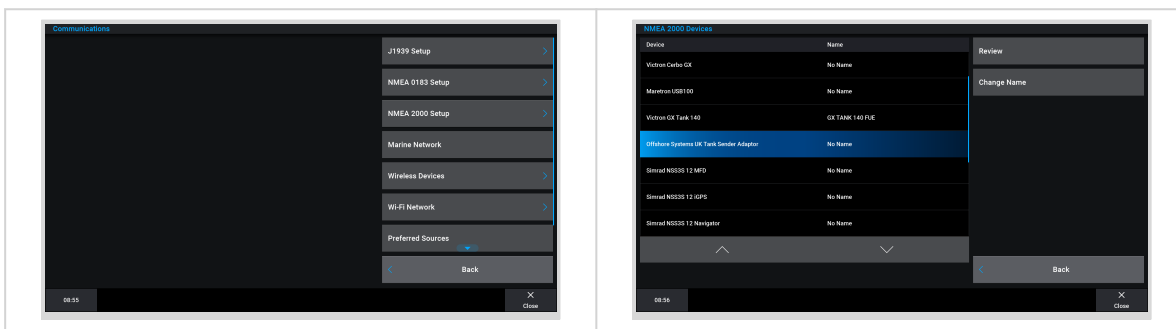 Communications
J1939 Setup
NMEA 0183 Setup
NMEA 2000 Setup
Marine Network
Wireless Devices
Wi-Fi Network
Preferred Sources
Back
08:55
Close
NMEA 2000 Devices
Device Name
Victron Cerbo GX No Name
Maretron USB100 No Name
Victron GX Tank 140 GX TANK 140 FUE
Offshore Systems UK Tank Sender Adaptor No Name
Simrad NSS3S 12 MFD No Name
Simrad NSS3S 12 iGPS No Name
Simrad NSS3S 12 Navigator No Name
Review
Change Name
Back
08:56
Close